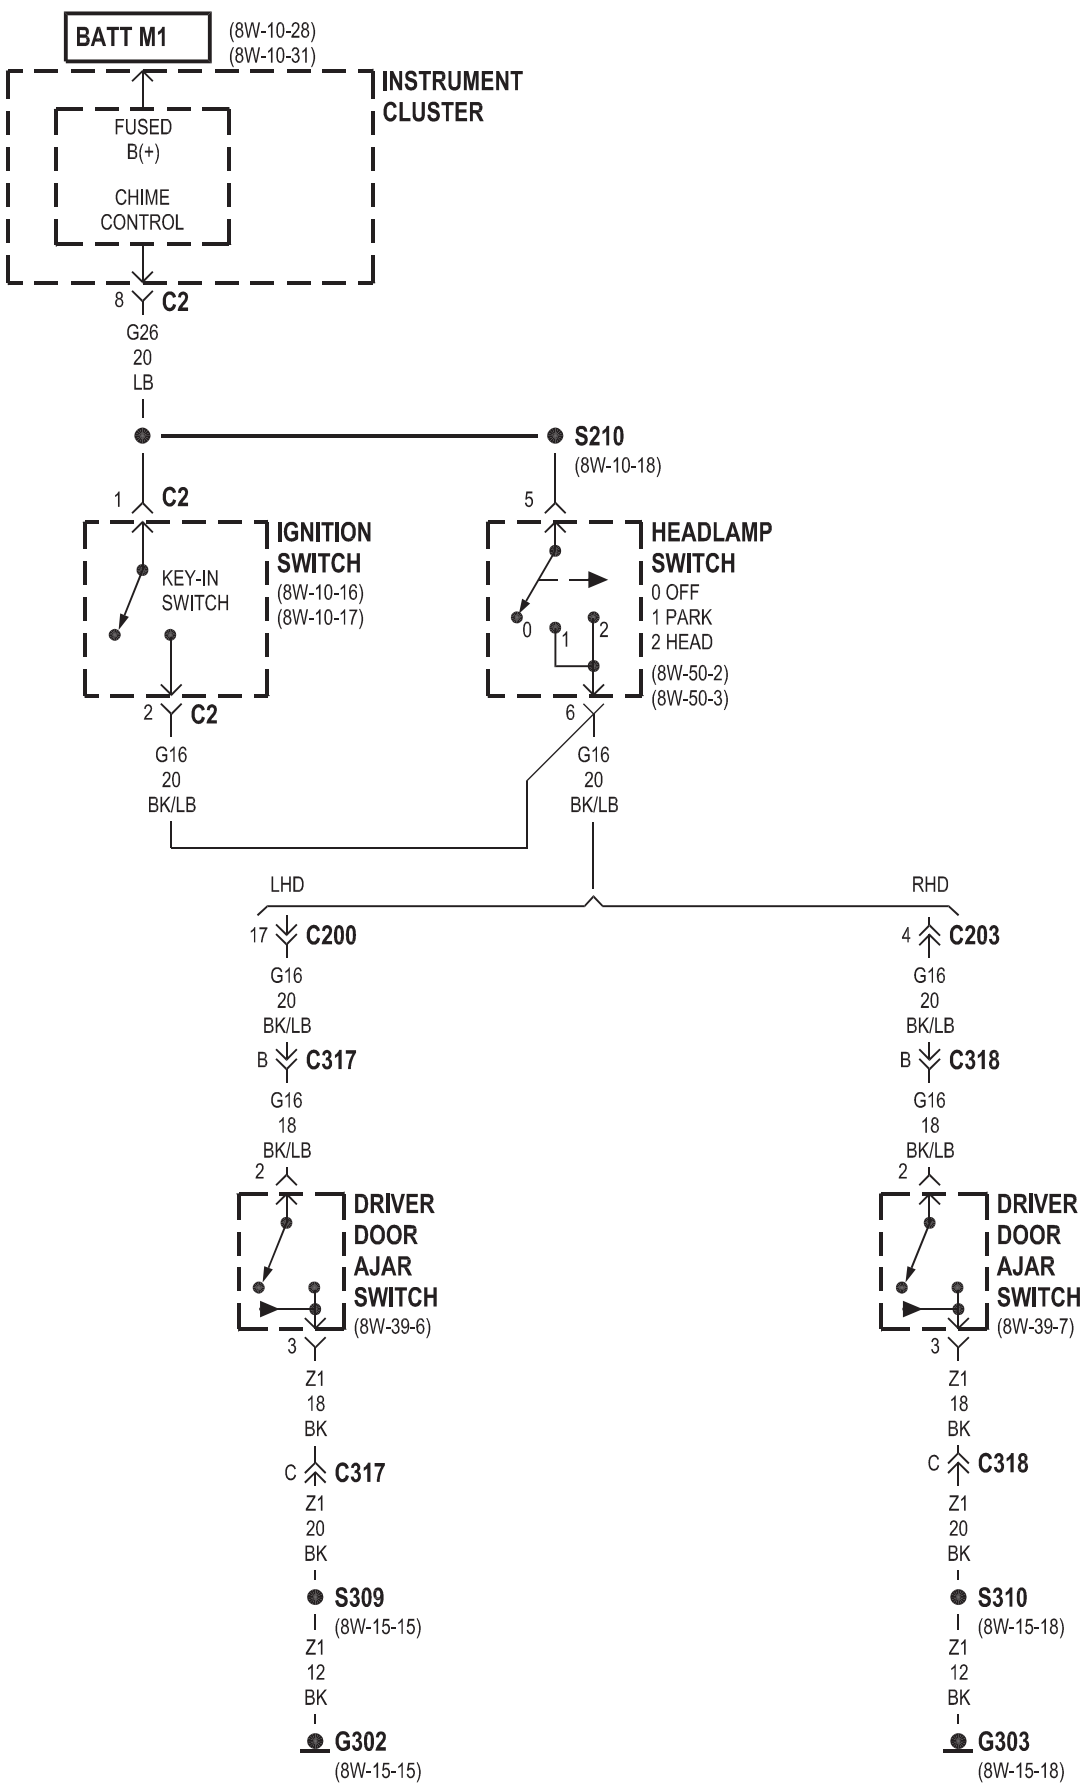 BATT M1
(8W-10-28)
(8W-10-31)
INSTRUMENT
CLUSTER
FUSED
B(+)
CHIME
CONTROL
8
C2
G26
20
LB
S210
(8W-10-18)
1
C2
5
IGNITION
SWITCH
(8W-10-16)
(8W-10-17)
KEY-IN
SWITCH
HEADLAMP
SWITCH
0 OFF
1 PARK
2 HEAD
(8W-50-2)
(8W-50-3)
0
1
2
2
C2
6
G16
20
BK/LB
G16
20
BK/LB
LHD
RHD
17
C200
4
C203
G16
20
BK/LB
G16
20
BK/LB
B
C317
B
C318
G16
18
BK/LB
G16
18
BK/LB
2
2
DRIVER
DOOR
AJAR
SWITCH
(8W-39-6)
DRIVER
DOOR
AJAR
SWITCH
(8W-39-7)
3
3
Z1
18
BK
Z1
18
BK
C
C317
C
C318
Z1
20
BK
Z1
20
BK
S309
(8W-15-15)
S310
(8W-15-18)
Z1
12
BK
Z1
12
BK
G302
(8W-15-15)
G303
(8W-15-18)